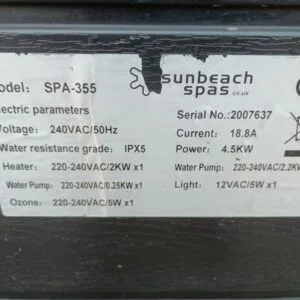 sunbeach
spas.co.uk
odel: SPA-355
ectric parameters
Serial No.:2007637
Voltage: 240VAC/50Hz
Current: 18.8A
Water resistance grade: IPX5
Power: 4.5KW
Heater: 220-240VAC/2KW x1
Water Pump: 220-240VAC/2.2K
Water Pump: 220-240VAC/0.25KW x1
Light: 12VAC/5W x1
Ozone: 220-240VAC/5W x1